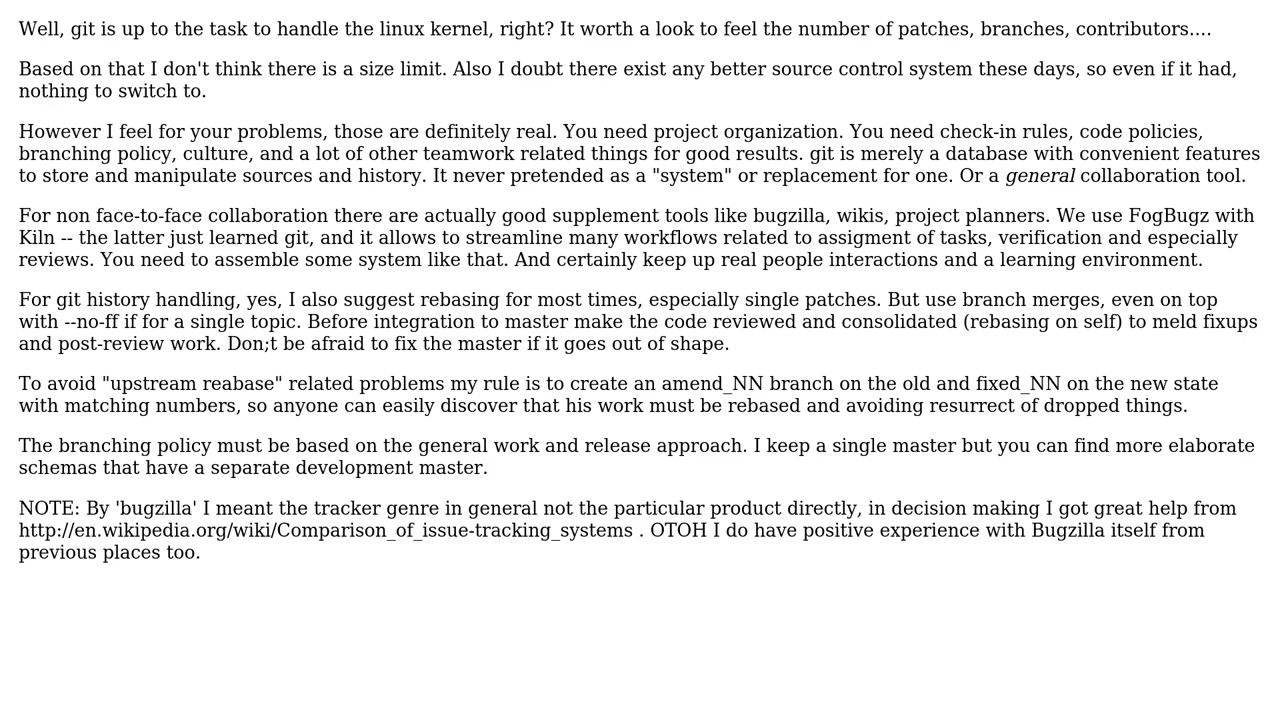 Well, git is up to the task to handle the linux kernel, right? It worth a look to feel the number of patches, branches, contributors....
Based on that I don't think there is a size limit. Also I doubt there exist any better source control system these days, so even if it had,
nothing to switch to.
However I feel for your problems, those are definitely real. You need project organization. You need check-in rules, code policies,
branching policy, culture, and a lot of other teamwork related things for good results. git is merely a database with convenient features
to store and manipulate sources and history. It never pretended as a "system" or replacement for one. Or a general collaboration tool.
For non face-to-face collaboration there are actually good supplement tools like bugzilla, wikis, project planners. We use FogBugz with
Kiln -- the latter just learned git, and it allows to streamline many workflows related to assigment of tasks, verification and especially
reviews. You need to assemble some system like that. And certainly keep up real people interactions and a learning environment.
For git history handling, yes, I also suggest rebasing for most times, especially single patches. But use branch merges, even on top
with --no-ff if for a single topic. Before integration to master make the code reviewed and consolidated (rebasing on self) to meld fixups
and post-review work. Don;t be afraid to fix the master if it goes out of shape.
To avoid "upstream reabase" related problems my rule is to create an amend_NN branch on the old and fixed_NN on the new state
with matching numbers, so anyone can easily discover that his work must be rebased and avoiding resurrect of dropped things.
The branching policy must be based on the general work and release approach. I keep a single master but you can find more elaborate
schemas that have a separate development master.
NOTE: By 'bugzilla' I meant the tracker genre in general not the particular product directly, in decision making I got great help from
http://en.wikipedia.org/wiki/Comparison_of_issue-tracking_systems . OTOH I do have positive experience with Bugzilla itself from
previous places too.